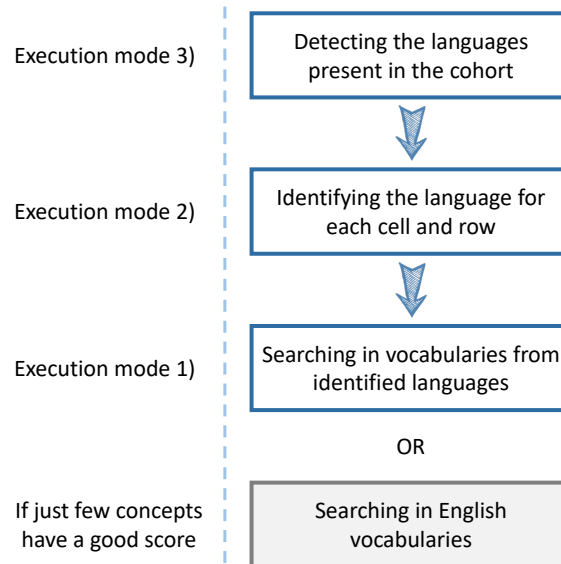 Execution mode 3)
Detecting the languages
present in the cohort
Execution mode 2)
Identifying the language for
each cell and row
Execution mode 1)
Searching in vocabularies from
identified languages
OR
If just few concepts
have a good score
Searching in English
vocabularies